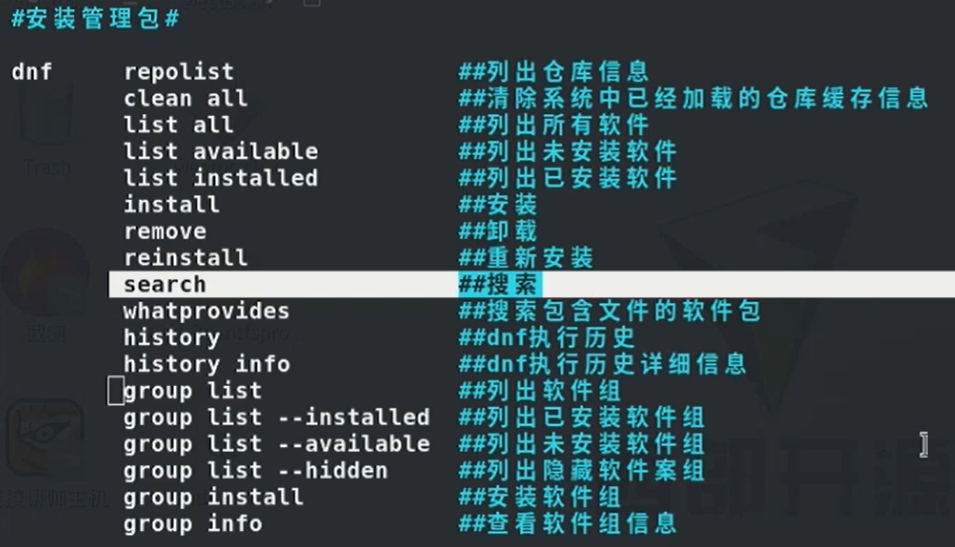 #安装管理包#
dnf repolist ##列出仓库信息
clean all ##清除系统中已经加载的仓库缓存信息
list all ##列出所有软件
list available ##列出未安装软件
list installed ##列出已安装软件
install ##安装
remove ##卸载
reinstall ##重新安装
search ##搜索
whatprovides ##搜索包含文件的软件包
history ##dnf执行历史
history info ##dnf执行历史详细信息
group list ##列出软件组
group list --installed ##列出已安装软件组
group list --available ##列出未安装软件组
group list --hidden ##列出隐藏软件案组
group install ##安装软件组
group info ##查看软件组信息
Trash
部开源